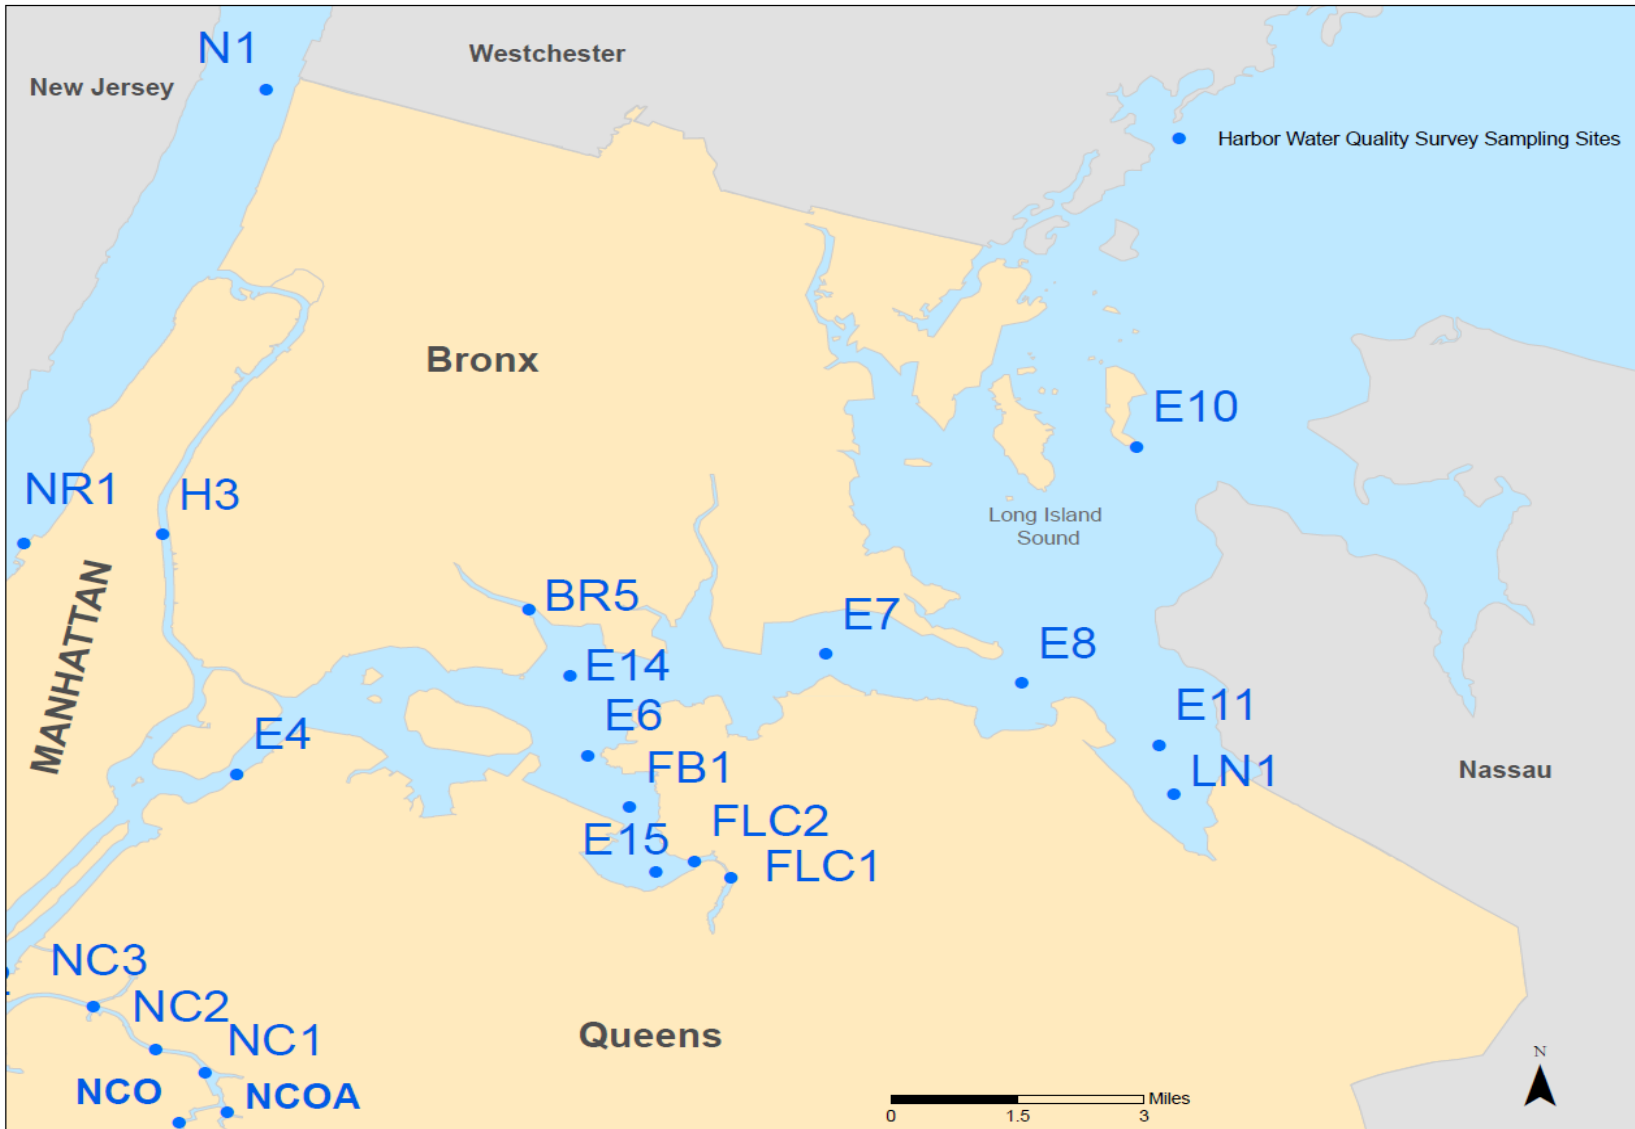 N1
Westchester
New Jersey
Harbor Water Quality Survey Sampling Sites
Bronx
E10
NR1
H3
Long Island
Sound
MANHATTAN
BR5
E7
E14
E8
E6
E11
E4
FB1
LN1
Nassau
FLC2
E15
FLC1
NC3
NC2
NC1
Queens
NCO
NCOA
N
Miles
0
1.5
3